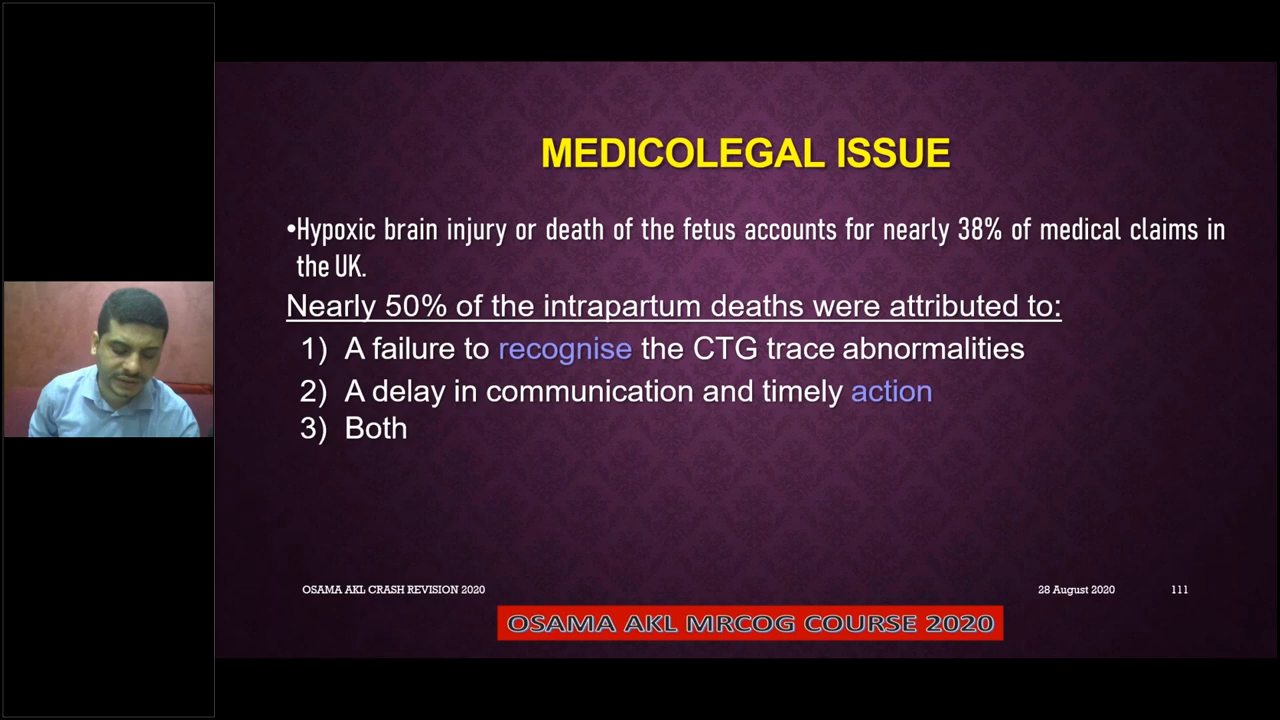 MEDICOLEGAL ISSUE
•Hypoxic brain injury or death of the fetus accounts for nearly 38% of medical claims in
the UK.
Nearly 50% of the intrapartum deaths were attributed to:
1) A failure to recognise the CTG trace abnormalities
2) A delay in communication and timely action
3) Both
OSAMA AKL CRASH REVISION 2020 28 August 2020 111
OSAMA AKL MRCOG COURSE 2020